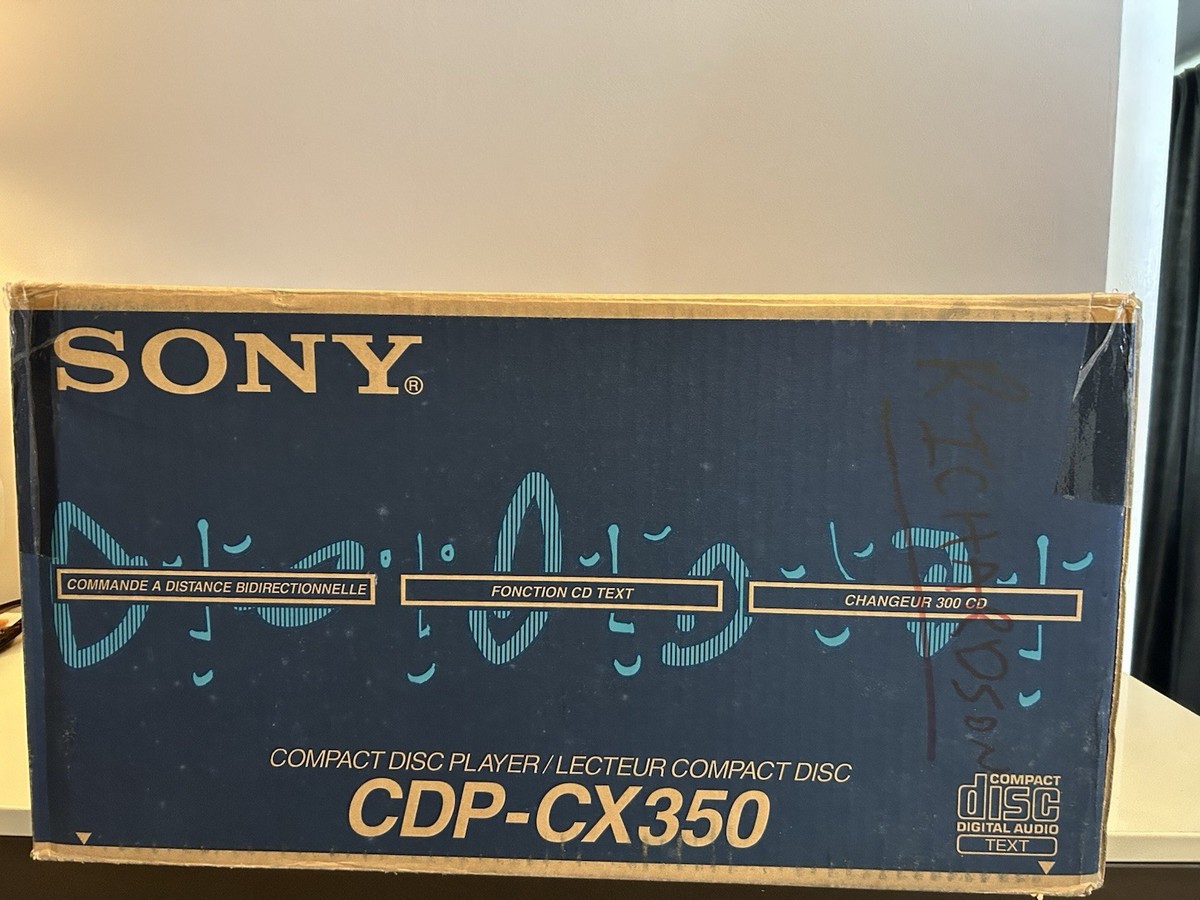 SONY®
RICHARDSON
COMMANDE A DISTANCE BIDIRECTIONNELLE
FONCTION CD TEXT
CHANGEUR 300 CD
COMPACT DISC PLAYER / LECTEUR COMPACT DISC
CDP-CX350
COMPACT
disc
DIGITAL AUDIO
TEXT